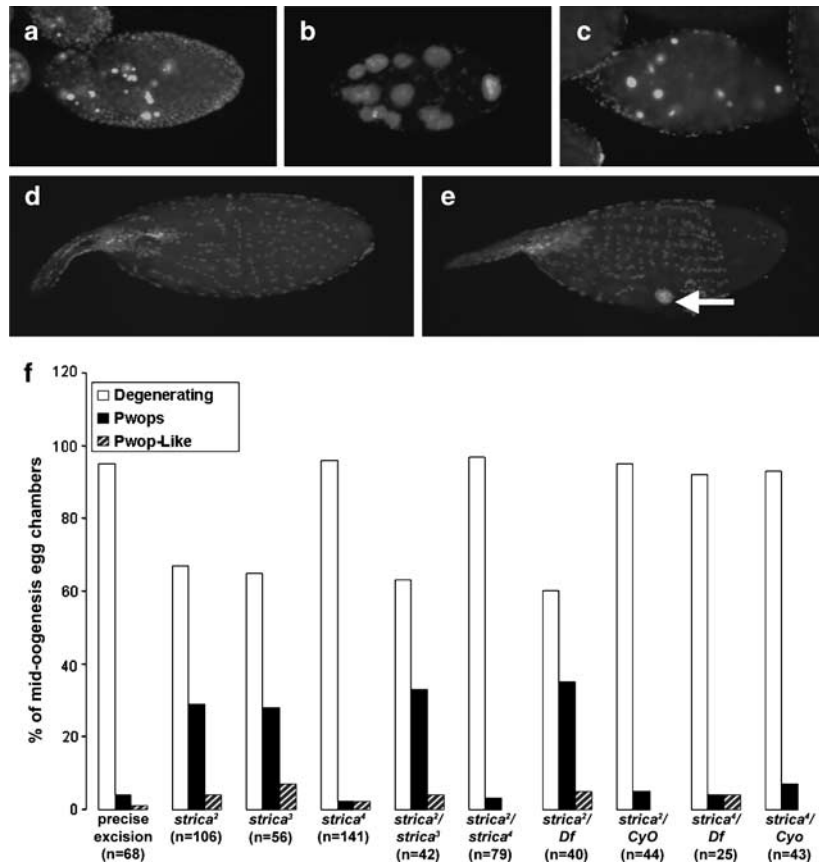 a
b
c
d
e
f
Degenerating
Pwops
Pwop-Like
% of mid-oogenesis egg chambers
120
100
80
60
40
20
0
precise excision (n=68)
strica² (n=106)
strica³ (n=56)
strica⁴ (n=141)
strica²/ strica³ (n=42)
strica²/ strica⁴ (n=79)
strica²/ Df (n=40)
strica²/ CyO (n=44)
strica⁴/ Df (n=25)
strica⁴/ Cyo (n=43)